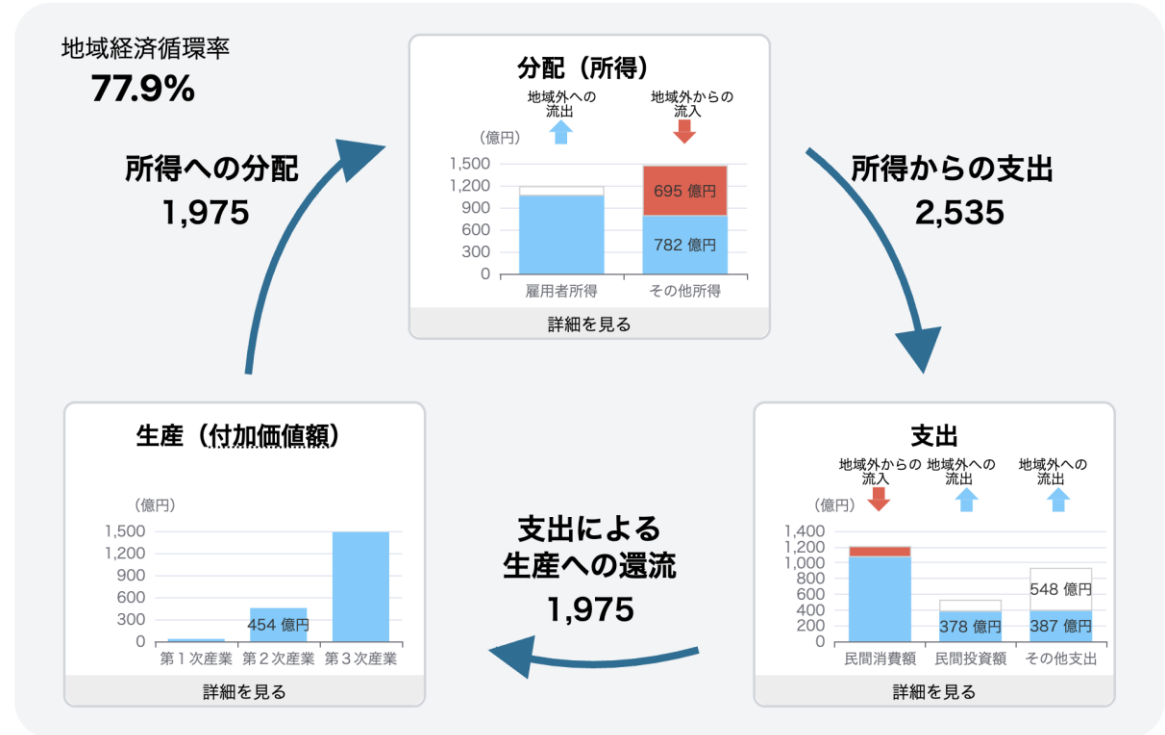 地域経済循環率
77.9%
所得への分配
1,975
分配（所得）
地域外への
流出
地域外からの
流入
（億円）
1,500
1,200
900
600
300
0
695 億円
782 億円
雇用者所得
その他所得
詳細を見る
所得からの支出
2,535
生産（付加価値額）
（億円）
1,500
1,200
900
600
300
0
454 億円
第１次産業
第２次産業
第３次産業
詳細を見る
支出による
生産への還流
1,975
支出
地域外からの
流入
地域外への
流出
地域外への
流出
（億円）
1,400
1,200
1,000
800
600
400
200
0
378 億円
548 億円
387 億円
民間消費額
民間投資額
その他支出
詳細を見る